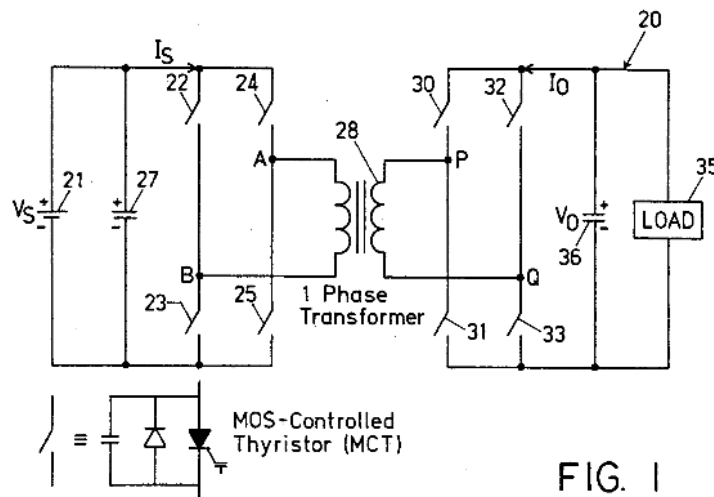 I_S
22
24
30
32
I_O
20
A
28
P
V_S
+
-
21
+
-
27
V_O
+
-
36
35
LOAD
B
Q
23
25
1 Phase
Transformer
31
33
≡
MOS-Controlled
Thyristor (MCT)
FIG. 1